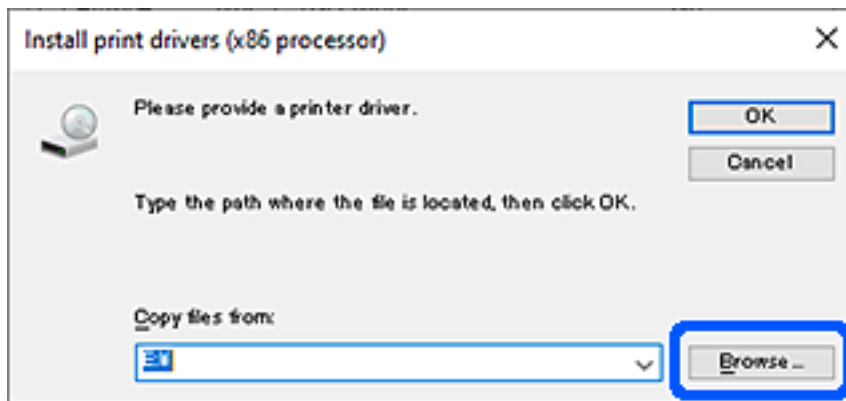 Install print drivers (x86 processor)
Please provide a printer driver.
OK
Cancel
Type the path where the file is located, then click OK.
Copy files from:
Browse...